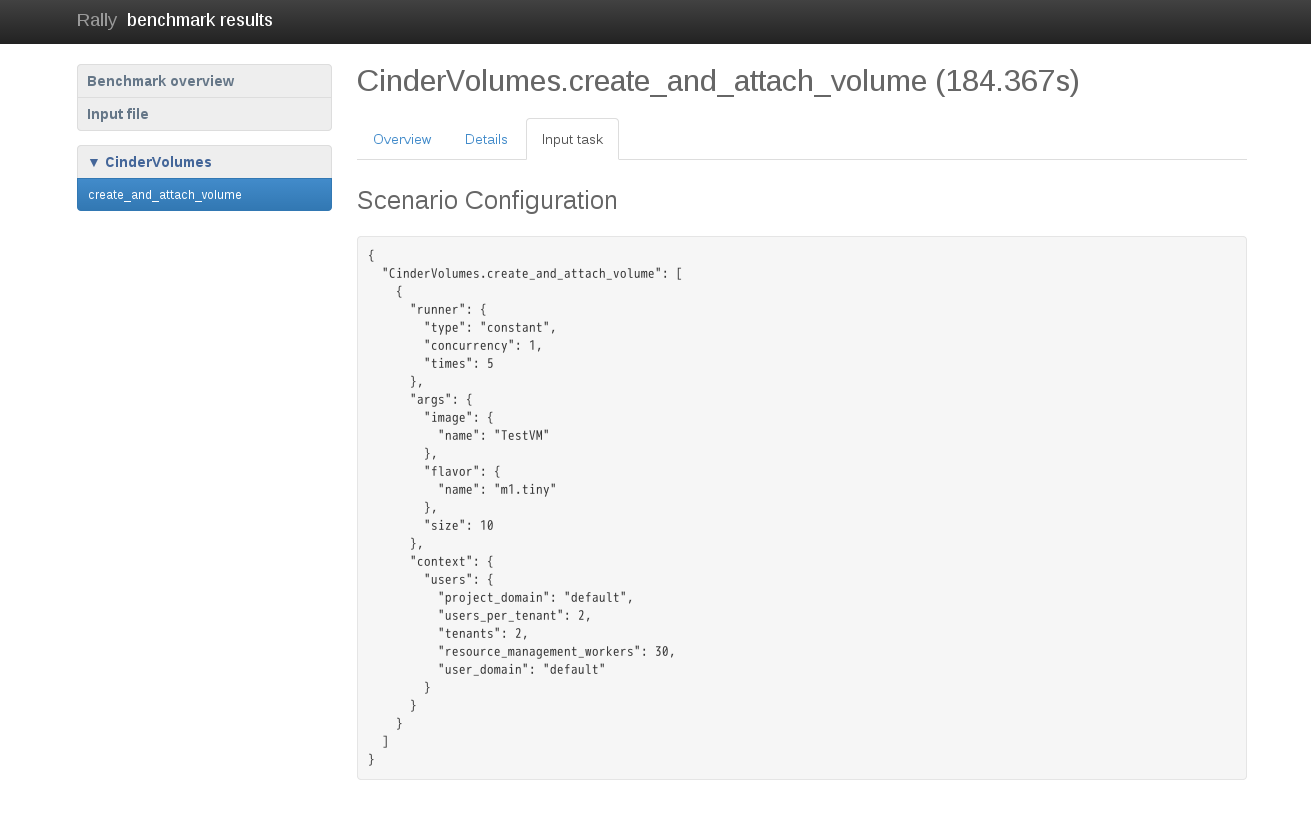 Rally benchmark results
Benchmark overview
Input file
▼ CinderVolumes
create_and_attach_volume
CinderVolumes.create_and_attach_volume (184.367s)
Overview Details Input task
Scenario Configuration
{
  "CinderVolumes.create_and_attach_volume": [
    {
      "runner": {
        "type": "constant",
        "concurrency": 1,
        "times": 5
      },
      "args": {
        "image": {
          "name": "TestVM"
        },
        "flavor": {
          "name": "m1.tiny"
        },
        "size": 10
      },
      "context": {
        "users": {
          "project_domain": "default",
          "users_per_tenant": 2,
          "tenants": 2,
          "resource_management_workers": 30,
          "user_domain": "default"
        }
      }
    }
  ]
}